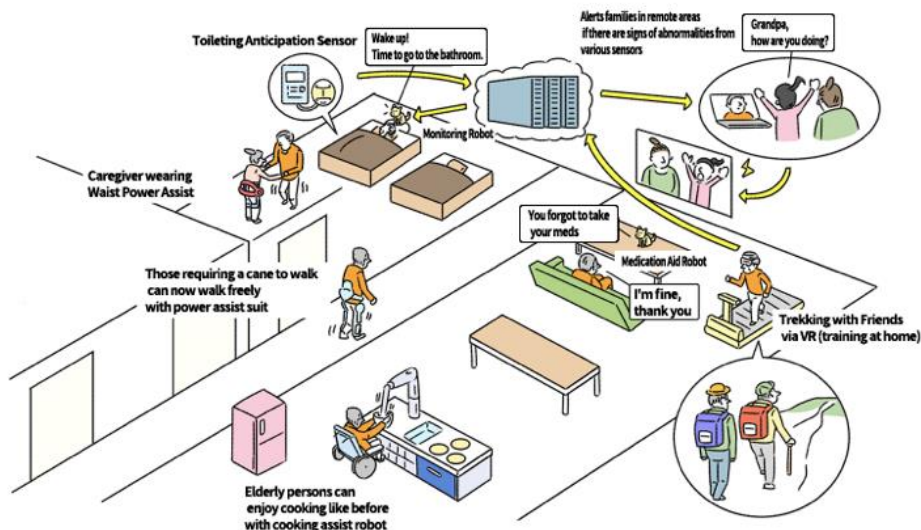 Toileting Anticipation Sensor
Wake up!
Time to go to the bathroom.
Alerts families in remote areas
if there are signs of abnormalities from
various sensors
Grandpa,
how are you doing?
Monitoring Robot
Caregiver wearing
Waist Power Assist
You forgot to take
your meds
Medication Aid Robot
I'm fine,
thank you
Those requiring a cane to walk
can now walk freely
with power assist suit
Trekking with Friends
via VR (training at home)
Elderly persons can
enjoy cooking like before
with cooking assist robot